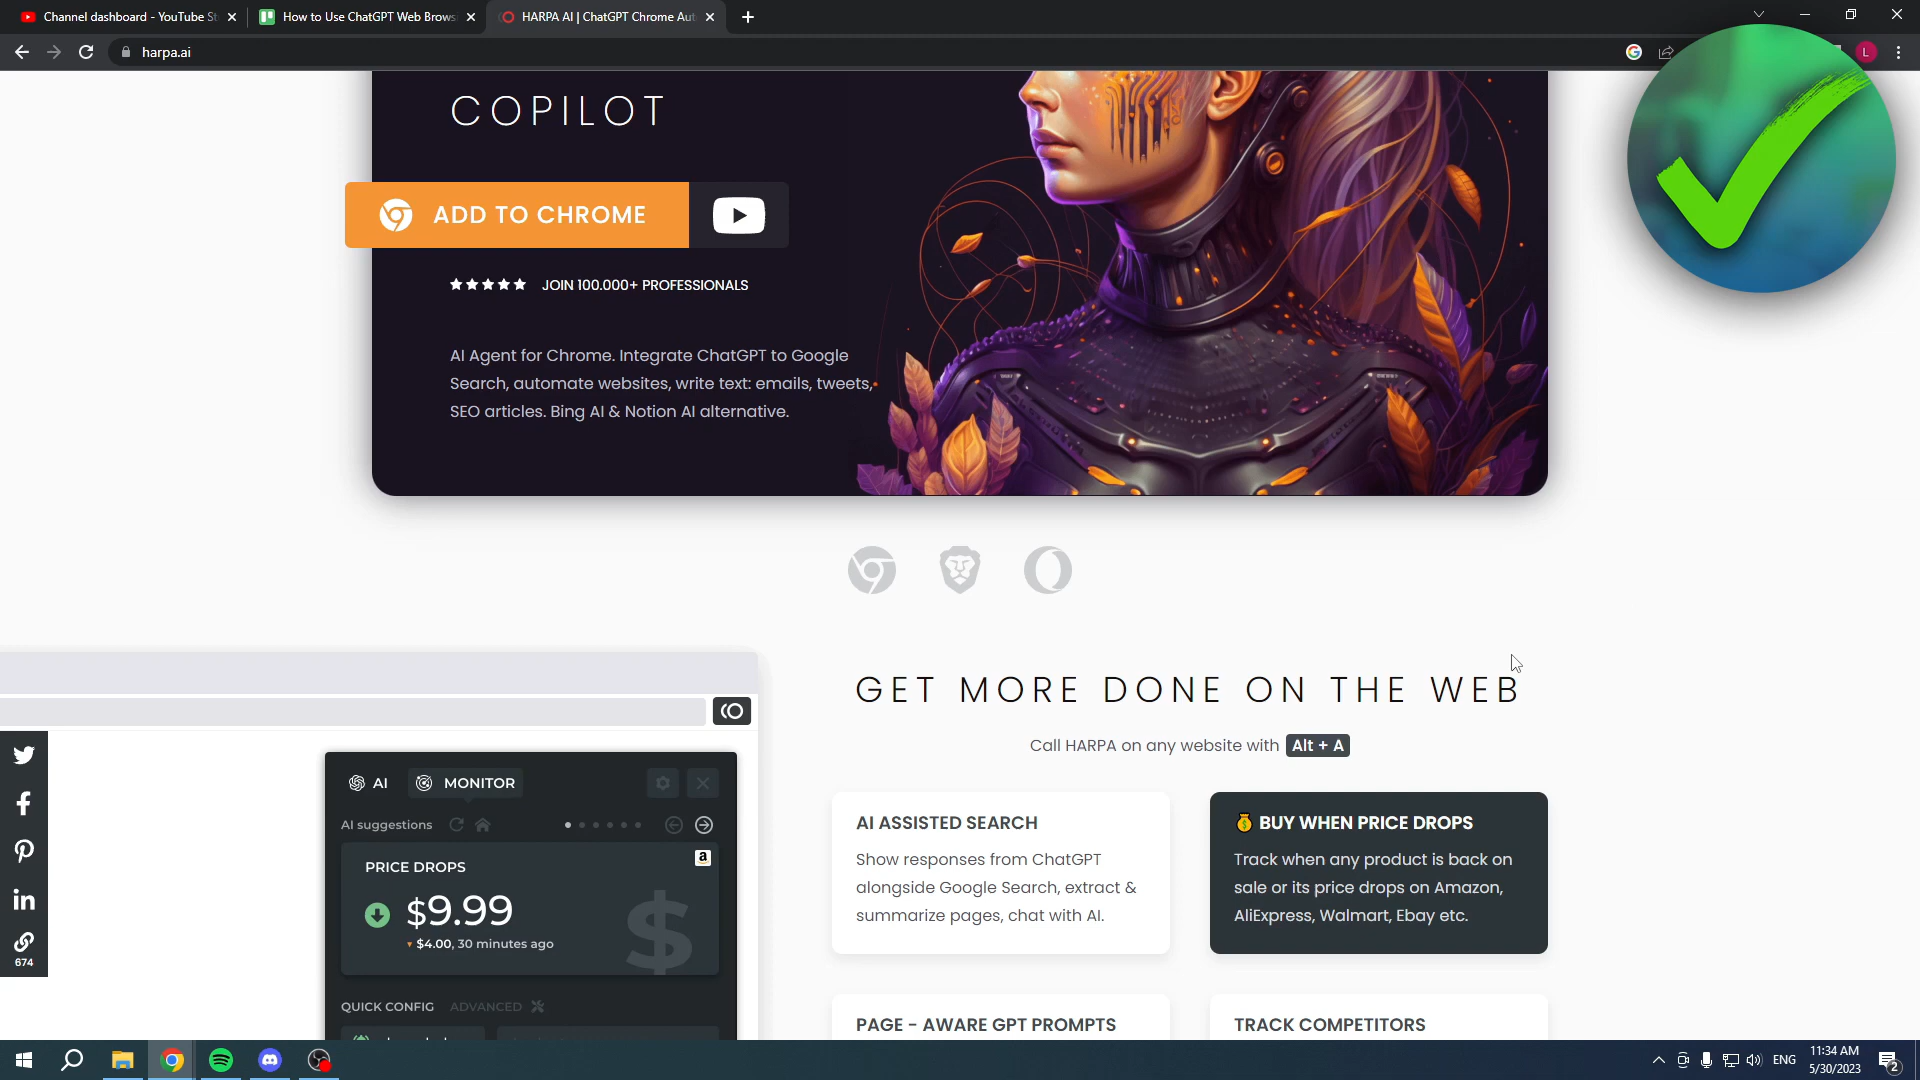 Channel dashboard - YouTube St
How to Use ChatGPT Web Brows
HARPA AI | ChatGPT Chrome Aut
harpa.ai
L
COPILOT
ADD TO CHROME
JOIN 100.000+ PROFESSIONALS
AI Agent for Chrome. Integrate ChatGPT to Google
Search, automate websites, write text: emails, tweets,
SEO articles. Bing AI & Notion AI alternative.
GET MORE DONE ON THE WEB
Call HARPA on any website with Alt + A
AI MONITOR
AI suggestions
PRICE DROPS
$9.99
$4.00, 30 minutes ago
QUICK CONFIG ADVANCED
674
AI ASSISTED SEARCH
Show responses from ChatGPT
alongside Google Search, extract &
summarize pages, chat with AI.
BUY WHEN PRICE DROPS
Track when any product is back on
sale or its price drops on Amazon,
AliExpress, Walmart, Ebay etc.
PAGE - AWARE GPT PROMPTS
TRACK COMPETITORS
ENG
11:34 AM
5/30/2023
2